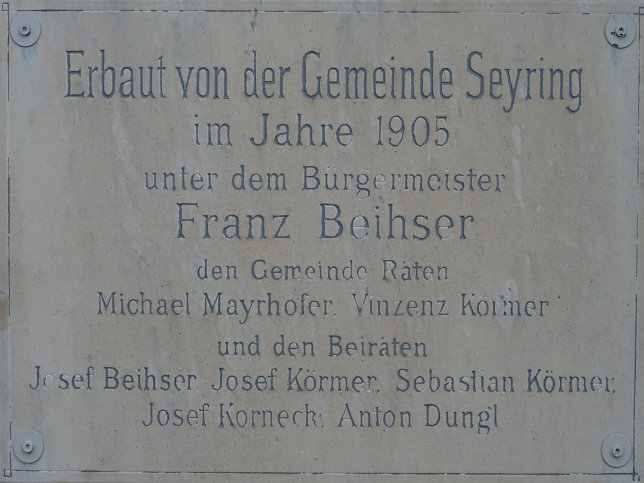 Erbaut von der Gemeinde Seyring
im Jahre 1905
unter dem Bürgermeister
Franz Beihser
den Gemeinde Räten
Michael Mayrhofer, Vinzenz Körmer
und den Beiräten
Josef Beihser, Josef Körmer, Sebastian Körmer,
Josef Korneck, Anton Dungl